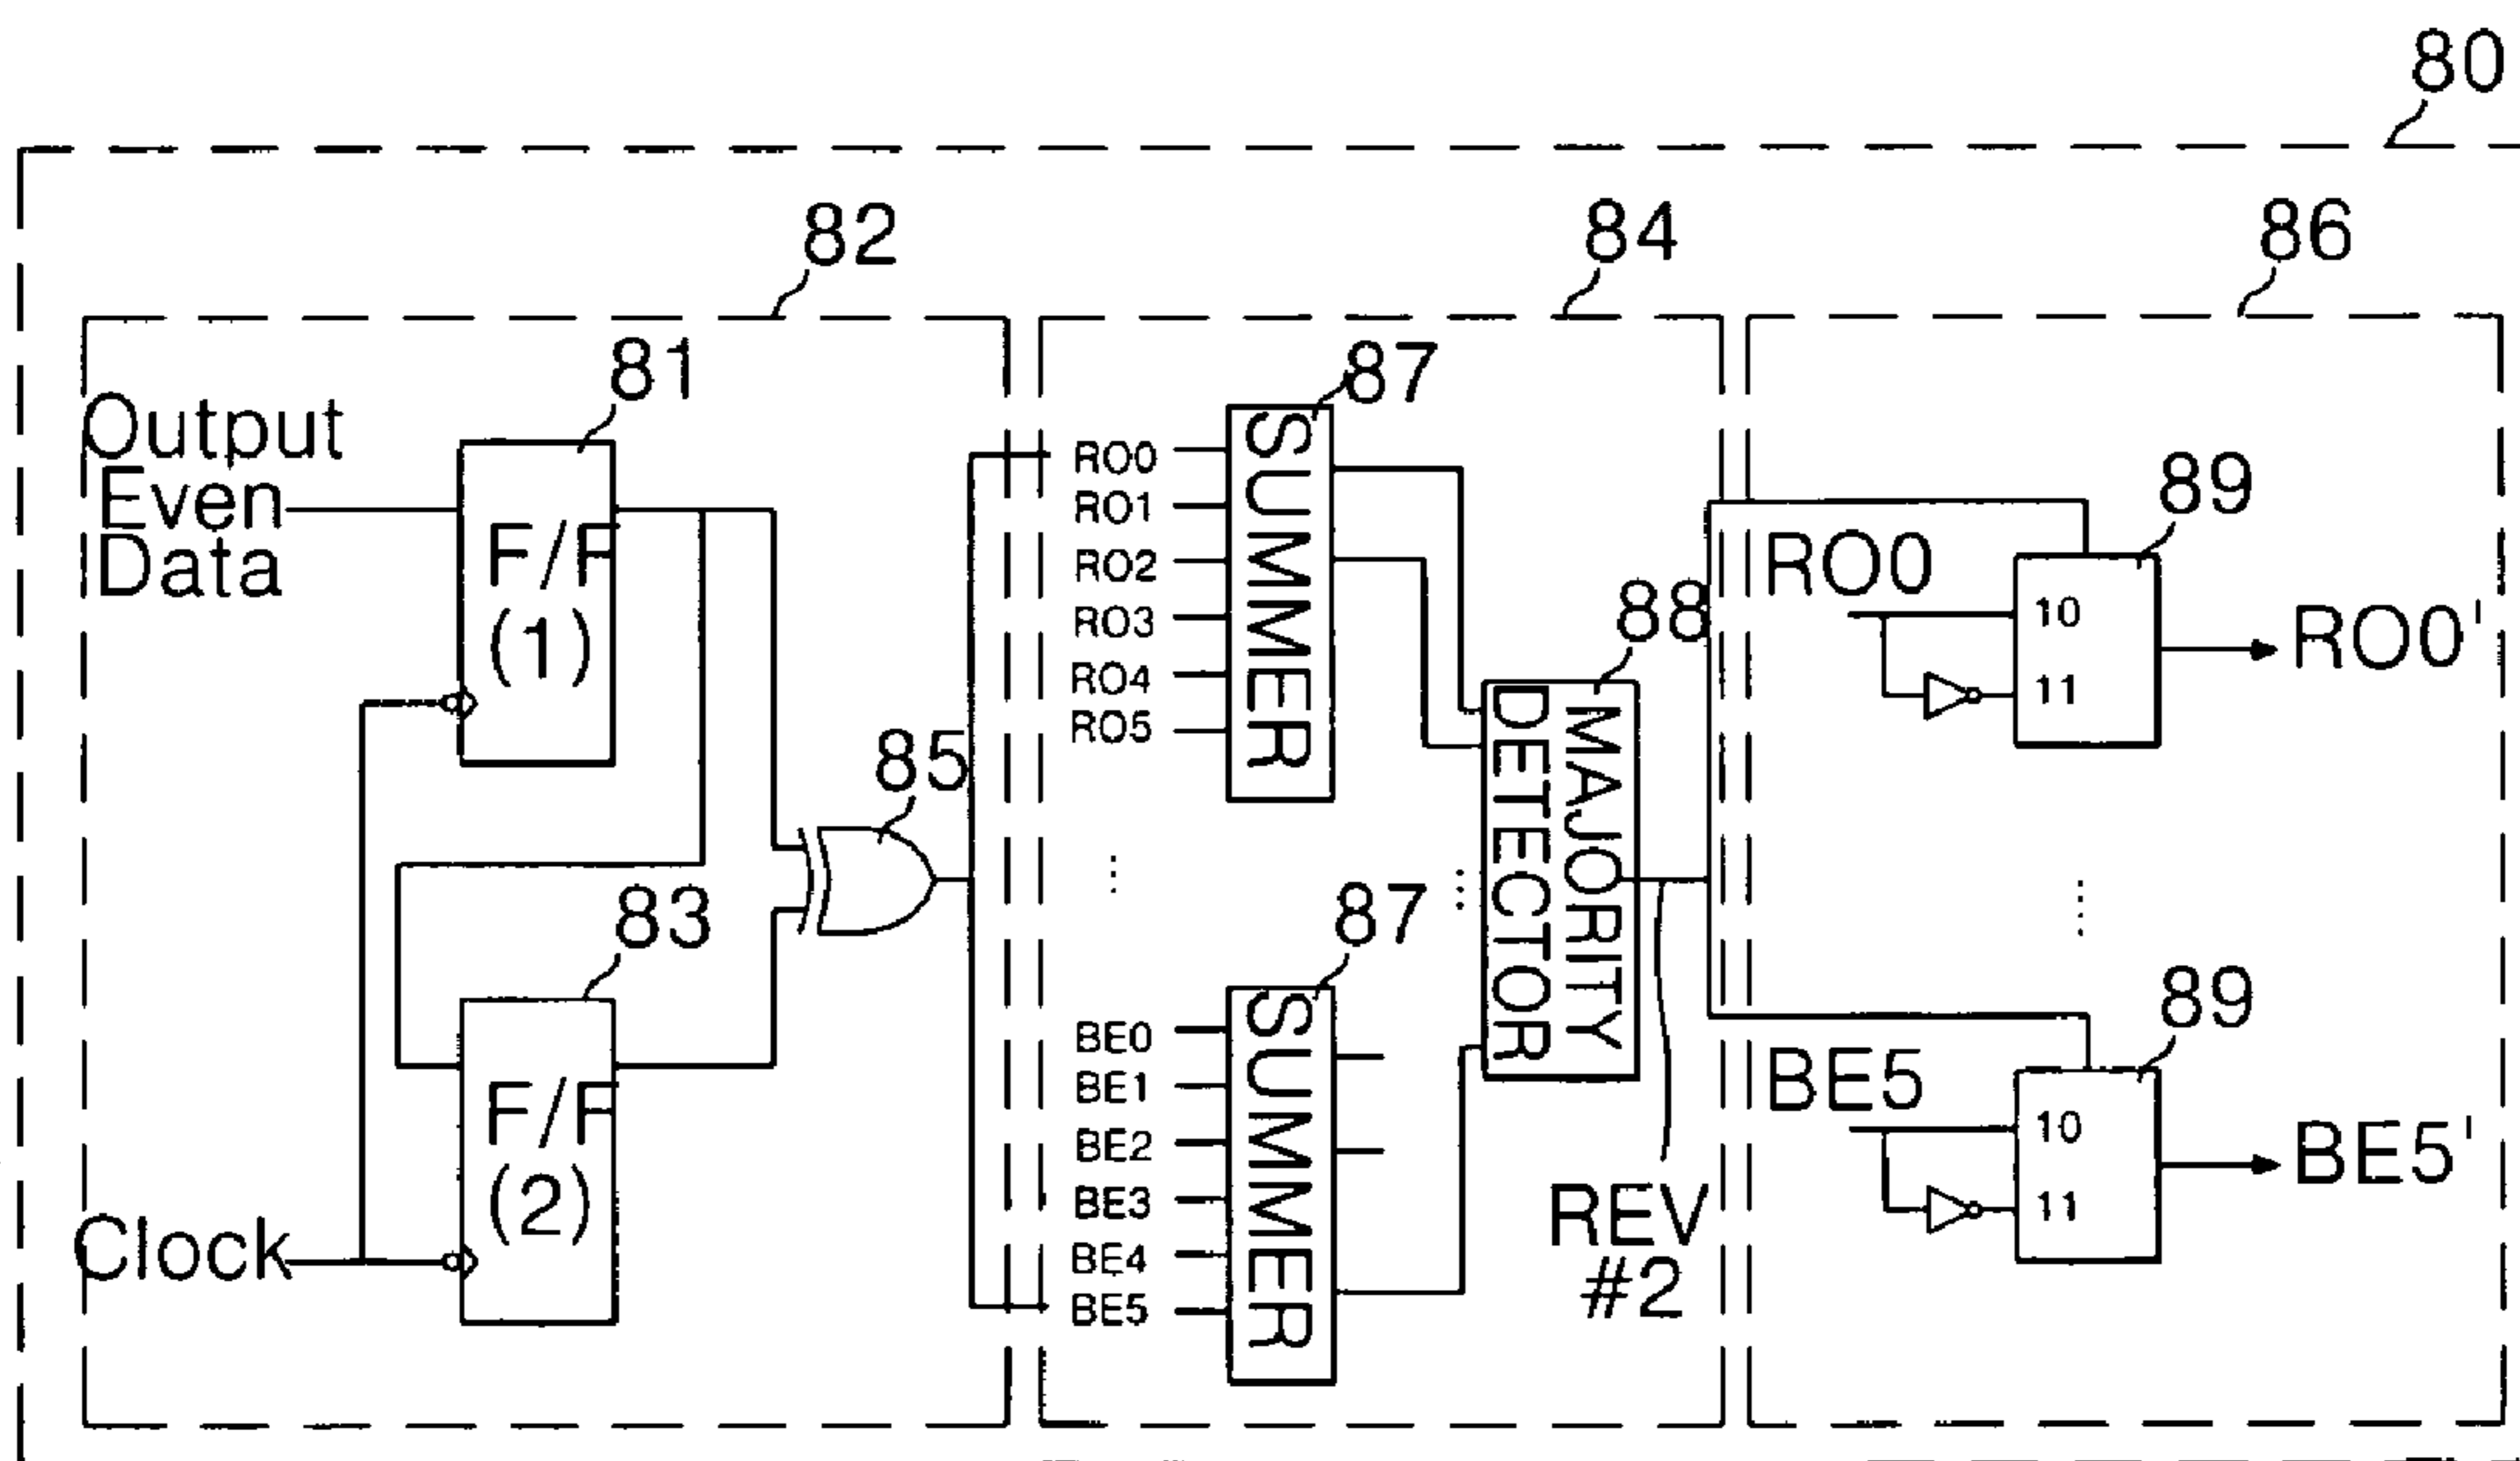 80
82
84
86
81
Output
Even
Data
F/F
(1)
85
83
F/F
(2)
Clock
87
RO0
RO1
RO2
RO3
RO4
RO5
SUMMER
88
MAJORITY
DETECTOR
87
BE0
BE1
BE2
BE3
BE4
BE5
SUMMER
REV
#2
89
RO0
10
11
RO0'
89
BE5
10
11
BE5'